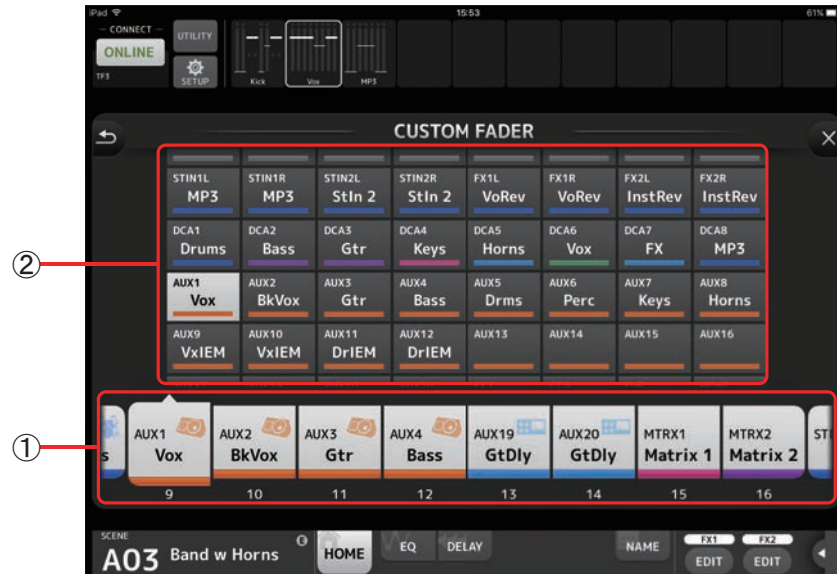 iPad 15:53 61%
CONNECT
ONLINE
TF3
UTILITY
SETUP
Kick Vox MP3
CUSTOM FADER
STIN1L STIN1R STIN2L STIN2R FX1L FX1R FX2L FX2R
MP3 MP3 StIn 2 StIn 2 VoRev VoRev InstRev InstRev
DCA1 DCA2 DCA3 DCA4 DCA5 DCA6 DCA7 DCA8
Drums Bass Gtr Keys Horns Vox FX MP3
AUX1 AUX2 AUX3 AUX4 AUX5 AUX6 AUX7 AUX8
Vox BkVox Gtr Bass Drms Perc Keys Horns
AUX9 AUX10 AUX11 AUX12 AUX13 AUX14 AUX15 AUX16
VxIEM VxIEM DrIEM DrIEM
②
①
s
AUX1 AUX2 AUX3 AUX4 AUX19 AUX20 MTRX1 MTRX2 ST
Vox BkVox Gtr Bass GtDly GtDly Matrix 1 Matrix 2
9 10 11 12 13 14 15 16
SCENE
A03 Band w Horns
HOME EQ DELAY NAME
FX1 FX2
EDIT EDIT